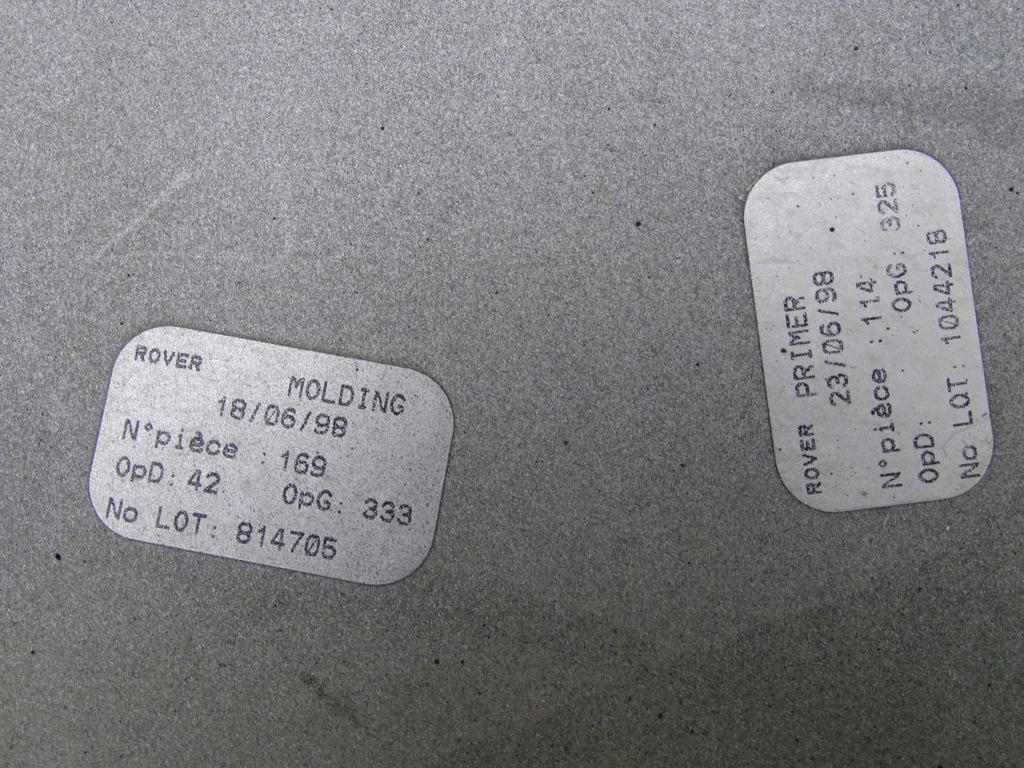 ROVER
MOLDING
18/06/98
N°pièce : 169
OpD: 42 OpG: 333
No LOT: 814705
ROVER PRIMER
23/06/98
N°pièce : 114
OpD: OpG: 325
No LOT: 1044218